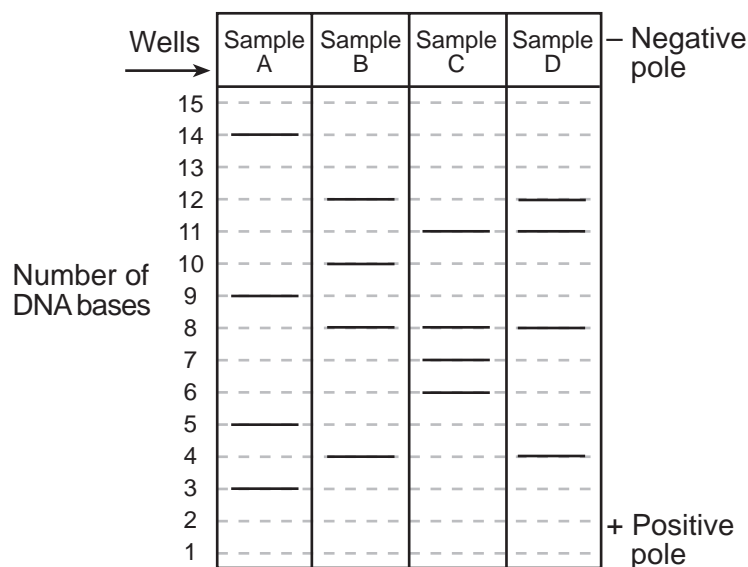 Wells
Sample
A
Sample
B
Sample
C
Sample
D
– Negative
pole
15
14
13
12
11
10
9
8
7
6
5
4
3
2
1
Number of
DNA bases
+ Positive
pole